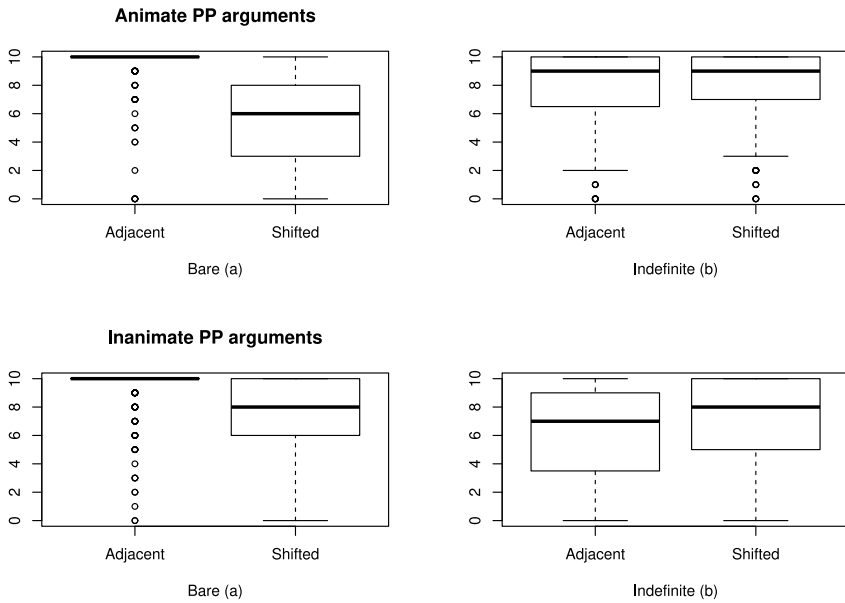 Animate PP arguments
10
8
6
4
2
0
Adjacent Shifted
Bare (a)
10
8
6
4
2
0
Adjacent Shifted
Indefinite (b)
Inanimate PP arguments
10
8
6
4
2
0
Adjacent Shifted
Bare (a)
10
8
6
4
2
0
Adjacent Shifted
Indefinite (b)